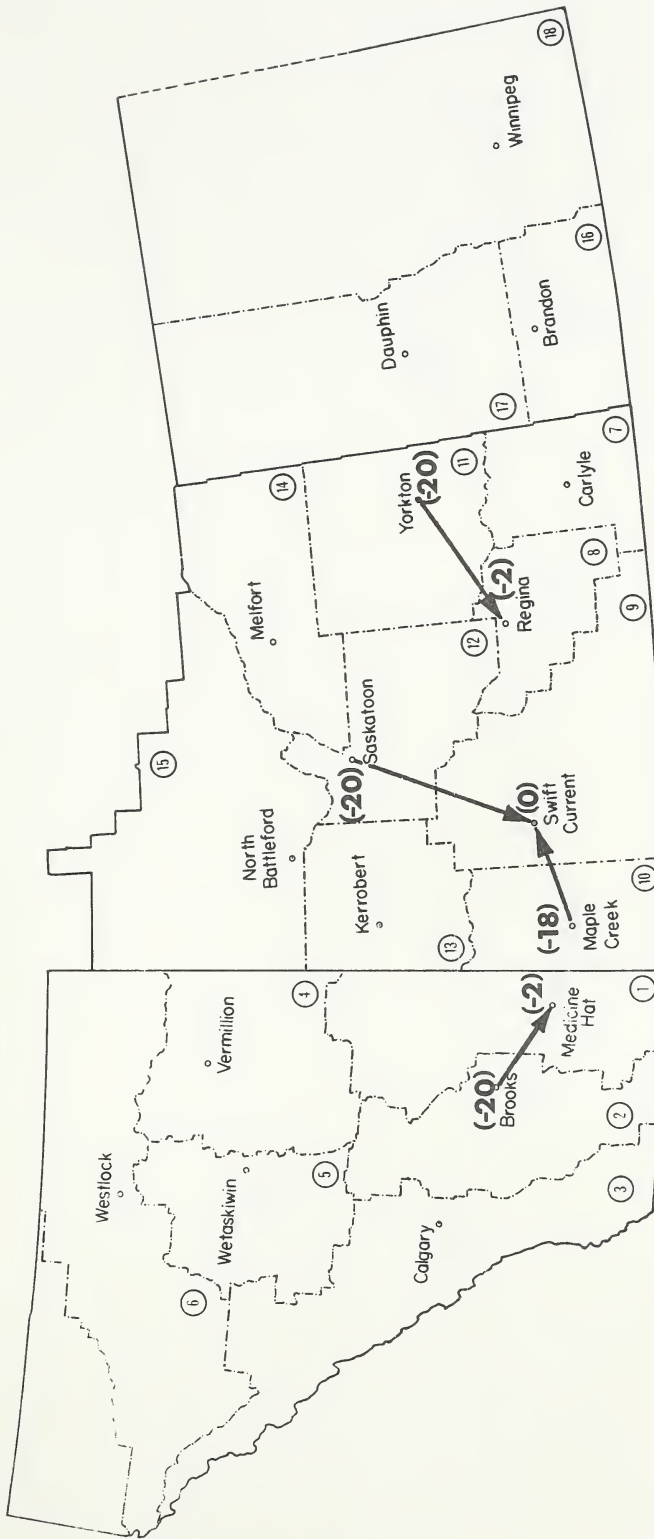 Westlock
Wetaskiwin
Vermillion
Calgary
(-20)
Brooks
(-2)
Medicine
Hat
6
5
4
3
2
1
North
Battleford
Kerrobert
(-18)
Maple
Creek
(0)
Swift
Current
(-20)
Saskatoon
Melfort
Yorkton
(-20)
(-2)
Regina
Carlyle
15
14
13
12
11
10
9
8
7
Dauphin
Brandon
Winnipeg
17
16
18